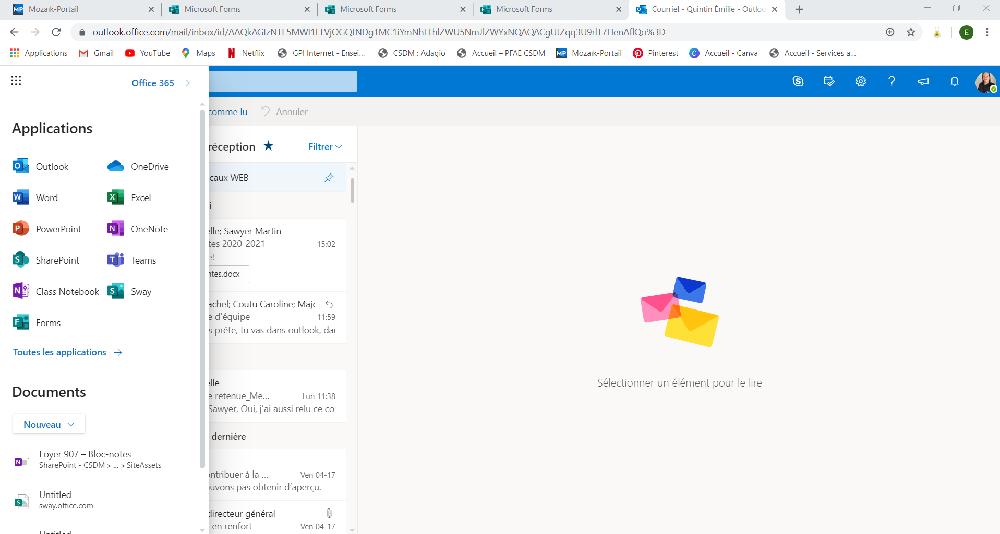 Mozaïk-Portail
Microsoft Forms
Microsoft Forms
Microsoft Forms
Courriel - Quintin Émilie - Outloo
outlook.office.com/mail/inbox/id/AAQkAGIzNTE5MWI1LTVjOGQtNDg1MC1iYmNhLThlZWU5NmJlZWYxNQAQACgUtZqq3U9rlT7HenAflQo%3D
E
Applications
Gmail
YouTube
Maps
Netflix
GPI Internet - Ensei...
CSDM : Adagio
Accueil – PFAE CSDM
Mozaïk-Portail
Pinterest
Accueil - Canva
Accueil - Services a...
Office 365
Applications
Outlook
OneDrive
Word
Excel
PowerPoint
OneNote
SharePoint
Teams
Class Notebook
Sway
Forms
Toutes les applications
Documents
Nouveau
Foyer 907 – Bloc-notes
SharePoint - CSDM > ... > SiteAssets
Untitled
sway.office.com
Untitled
comme lu
Annuler
réception
Filtrer
scaux WEB
ui
elle; Sawyer Martin
tes 2020-2021
15:02
e!
ntes.docx
achel; Coutu Caroline; Majo
e d'équipe
11:59
s prête, tu vas dans outlook, dan
elle
e retenue_Me...
Lun 11:38
Sawyer, Oui, j'ai aussi relu ce cou
dernière
ontribuer à la ...
Ven 04-17
ouvons pas obtenir d’aperçu.
directeur général
en renfort
Ven 04-17
Sélectionner un élément pour le lire